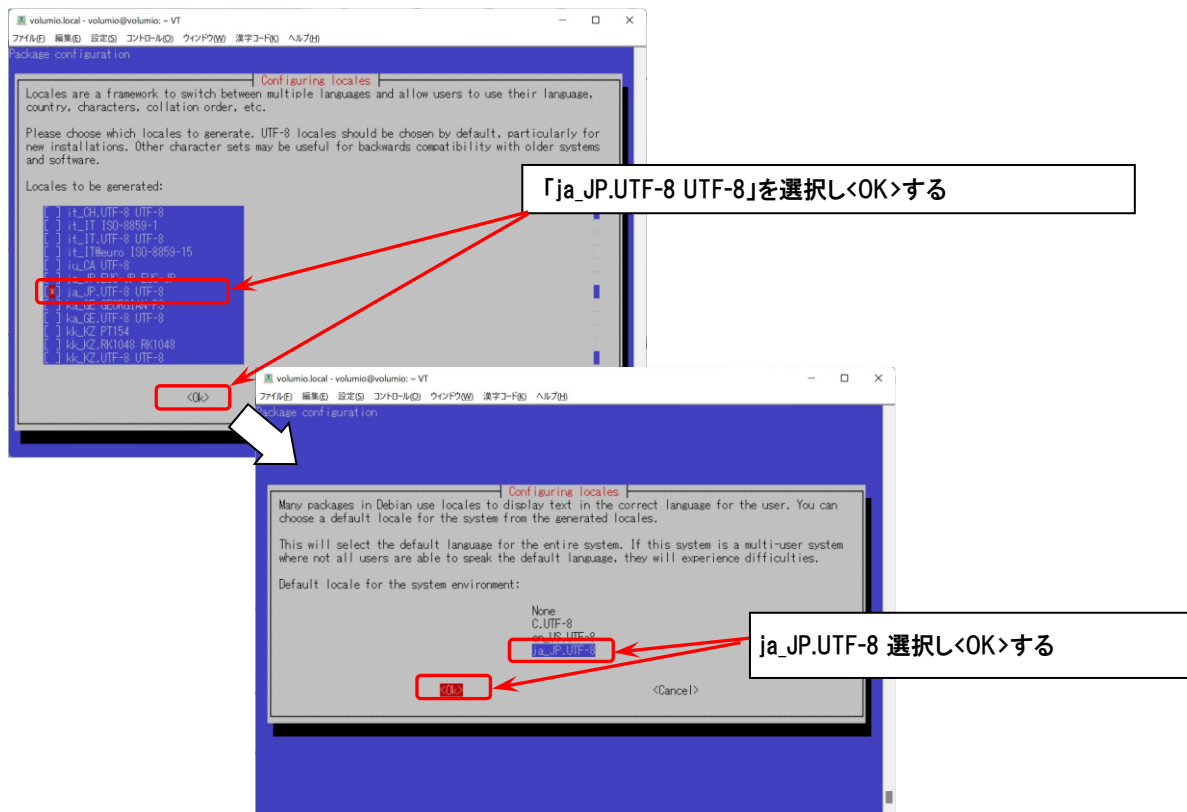 volumio.local - volumio@volumio: ~ VT
ファイル(F) 編集(E) 設定(S) コントロール(O) ウィンドウ(W) 漢字コード(K) ヘルプ(H)
Package configuration
Configuring locales
Locales are a framework to switch between multiple languages and allow users to use their language,
country, characters, collation order, etc.
Please choose which locales to generate. UTF-8 locales should be chosen by default, particularly for
new installations. Other character sets may be useful for backwards compatibility with older systems
and software.
Locales to be generated:
[ ] it_CH.UTF-8 UTF-8
[ ] it_IT ISO-8859-1
[ ] it_IT.UTF-8 UTF-8
[ ] it_IT@euro ISO-8859-15
[ ] iu_CA UTF-8
[ ] ja_JP.EUC-JP EUC-JP
[*] ja_JP.UTF-8 UTF-8
[ ] ka_GE GEORGIAN-PS
[ ] ka_GE.UTF-8 UTF-8
[ ] kk_KZ PT154
[ ] kk_KZ.RK1048 RK1048
[ ] kk_KZ.UTF-8 UTF-8
<Ok>
「ja_JP.UTF-8 UTF-8」を選択し<OK>する
volumio.local - volumio@volumio: ~ VT
ファイル(F) 編集(E) 設定(S) コントロール(O) ウィンドウ(W) 漢字コード(K) ヘルプ(H)
Package configuration
Configuring locales
Many packages in Debian use locales to display text in the correct language for the user. You can
choose a default locale for the system from the generated locales.
This will select the default language for the entire system. If this system is a multi-user system
where not all users are able to speak the default language, they will experience difficulties.
Default locale for the system environment:
None
C.UTF-8
en_US.UTF-8
ja_JP.UTF-8
<Ok> <Cancel>
ja_JP.UTF-8 選択し<OK>する